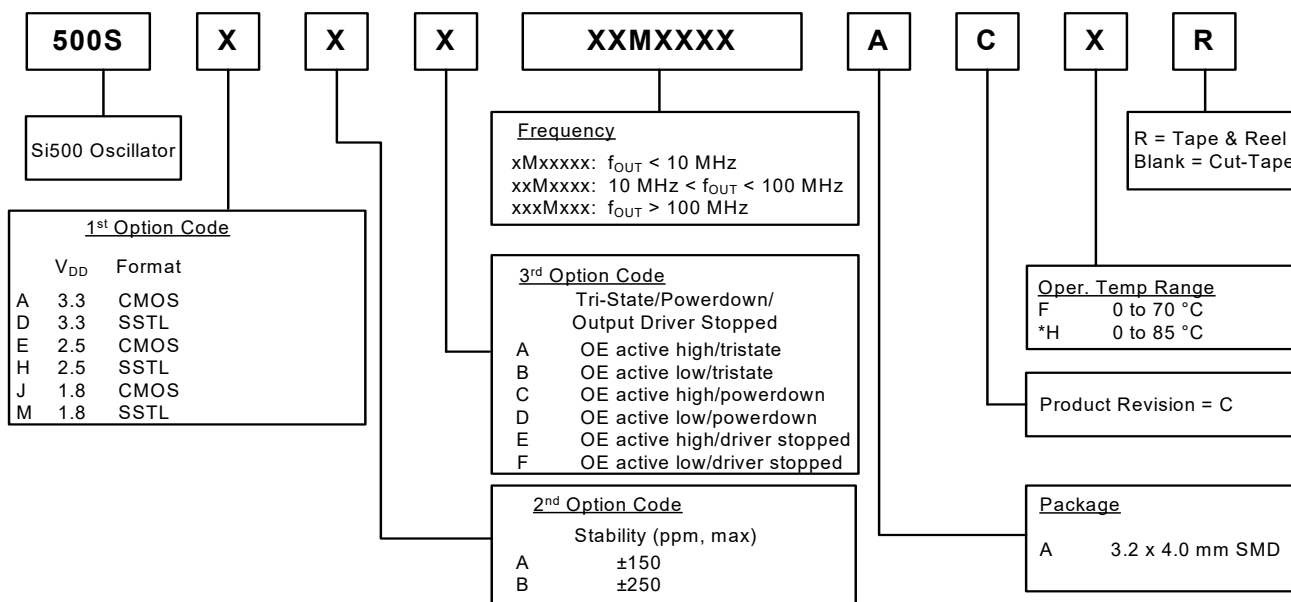 500S X X X XXMXXXX A C X R
Si500 Oscillator
Frequency
xMxxxxx: fOUT < 10 MHz
xxMxxxx: 10 MHz < fOUT < 100 MHz
xxxMxxx: fOUT > 100 MHz
R = Tape & Reel
Blank = Cut-Tape
1st Option Code
VDD Format
A 3.3 CMOS
D 3.3 SSTL
E 2.5 CMOS
H 2.5 SSTL
J 1.8 CMOS
M 1.8 SSTL
3rd Option Code
Tri-State/Powerdown/
Output Driver Stopped
A OE active high/tristate
B OE active low/tristate
C OE active high/powerdown
D OE active low/powerdown
E OE active high/driver stopped
F OE active low/driver stopped
Oper. Temp Range
F 0 to 70 °C
*H 0 to 85 °C
Product Revision = C
2nd Option Code
Stability (ppm, max)
A ±150
B ±250
Package
A 3.2 x 4.0 mm SMD